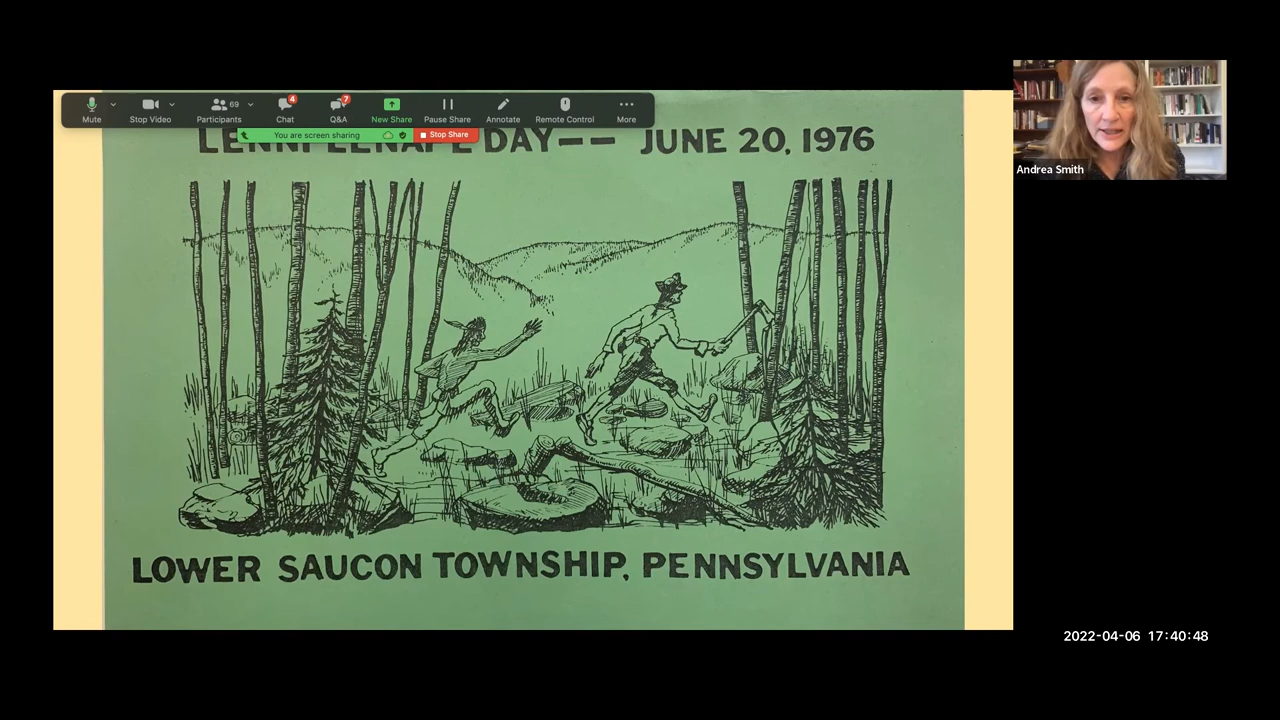 69
4
7
Mute
Stop Video
Participants
Chat
Q&A
New Share
Pause Share
Annotate
Remote Control
More
You are screen sharing
Stop Share
LENNI LENAPE DAY—— JUNE 20, 1976
LOWER SAUCON TOWNSHIP, PENNSYLVANIA
Andrea Smith
2022-04-06 17:40:48